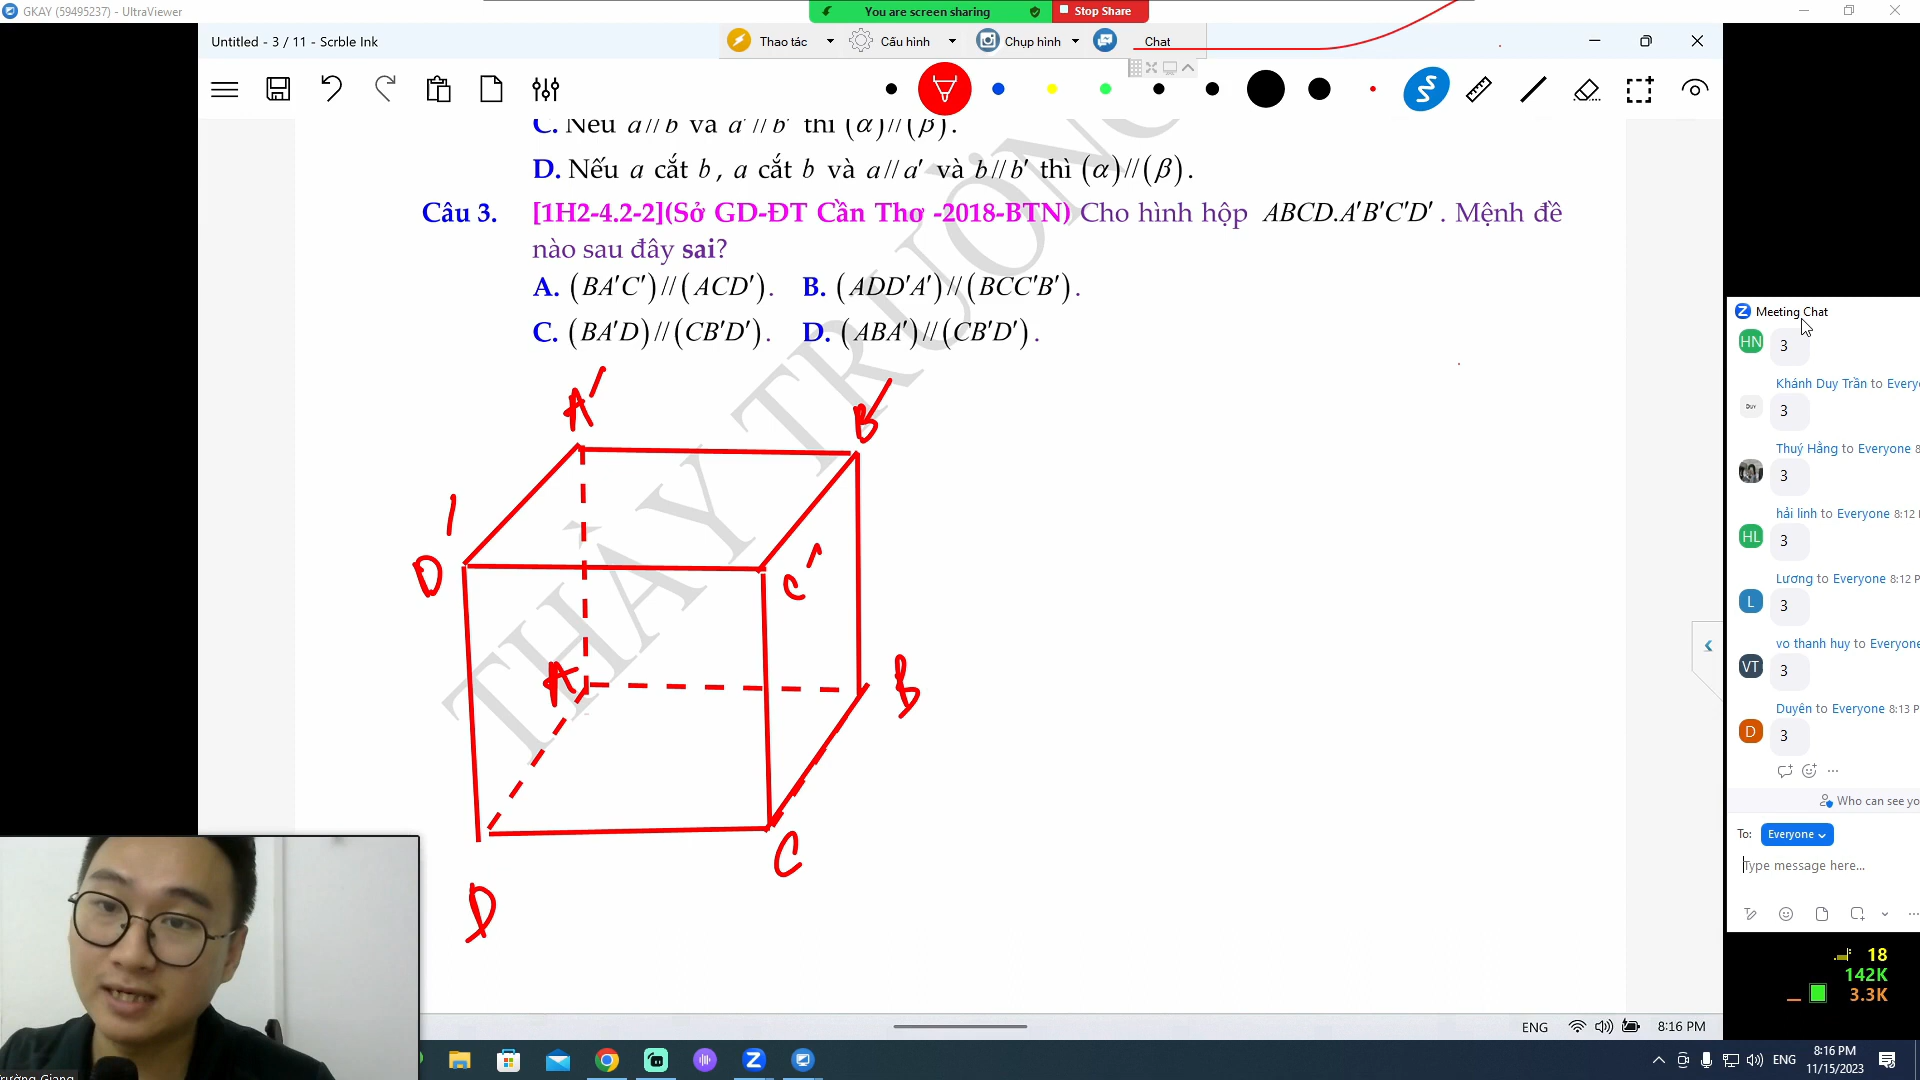 GKAY (59495237) - UltraViewer
You are screen sharing
Stop Share
Untitled - 3 / 11 - Scrble Ink
Thao tác
Cấu hình
Chụp hình
Chat
C. Nếu a//b và a'//b' thì (α)//(β).
D. Nếu a cắt b, a cắt b và a//a' và b//b' thì (α)//(β).
Câu 3. [1H2-4.2-2](Sở GD-ĐT Cần Thơ -2018-BTN) Cho hình hộp ABCD.A'B'C'D'. Mệnh đề
nào sau đây sai?
A. (BA'C')//(ACD'). B. (ADD'A')//(BCC'B').
C. (BA'D)//(CB'D'). D. (ABA')//(CB'D').
THẦY TRƯỜNG
A'
B'
D'
C'
A
B
C
D
Meeting Chat
HN
3
Khánh Duy Trần to Every
Duy
3
Thuý Hằng to Everyone 8
3
hải linh to Everyone 8:12
HL
3
Lương to Everyone 8:12 P
L
3
vo thanh huy to Everyone
VT
3
Duyên to Everyone 8:13 P
D
3
Who can see yo
To: Everyone
Type message here...
18
142K
3.3K
ENG 8:16 PM
ENG 8:16 PM
11/15/2023
Trường Giang